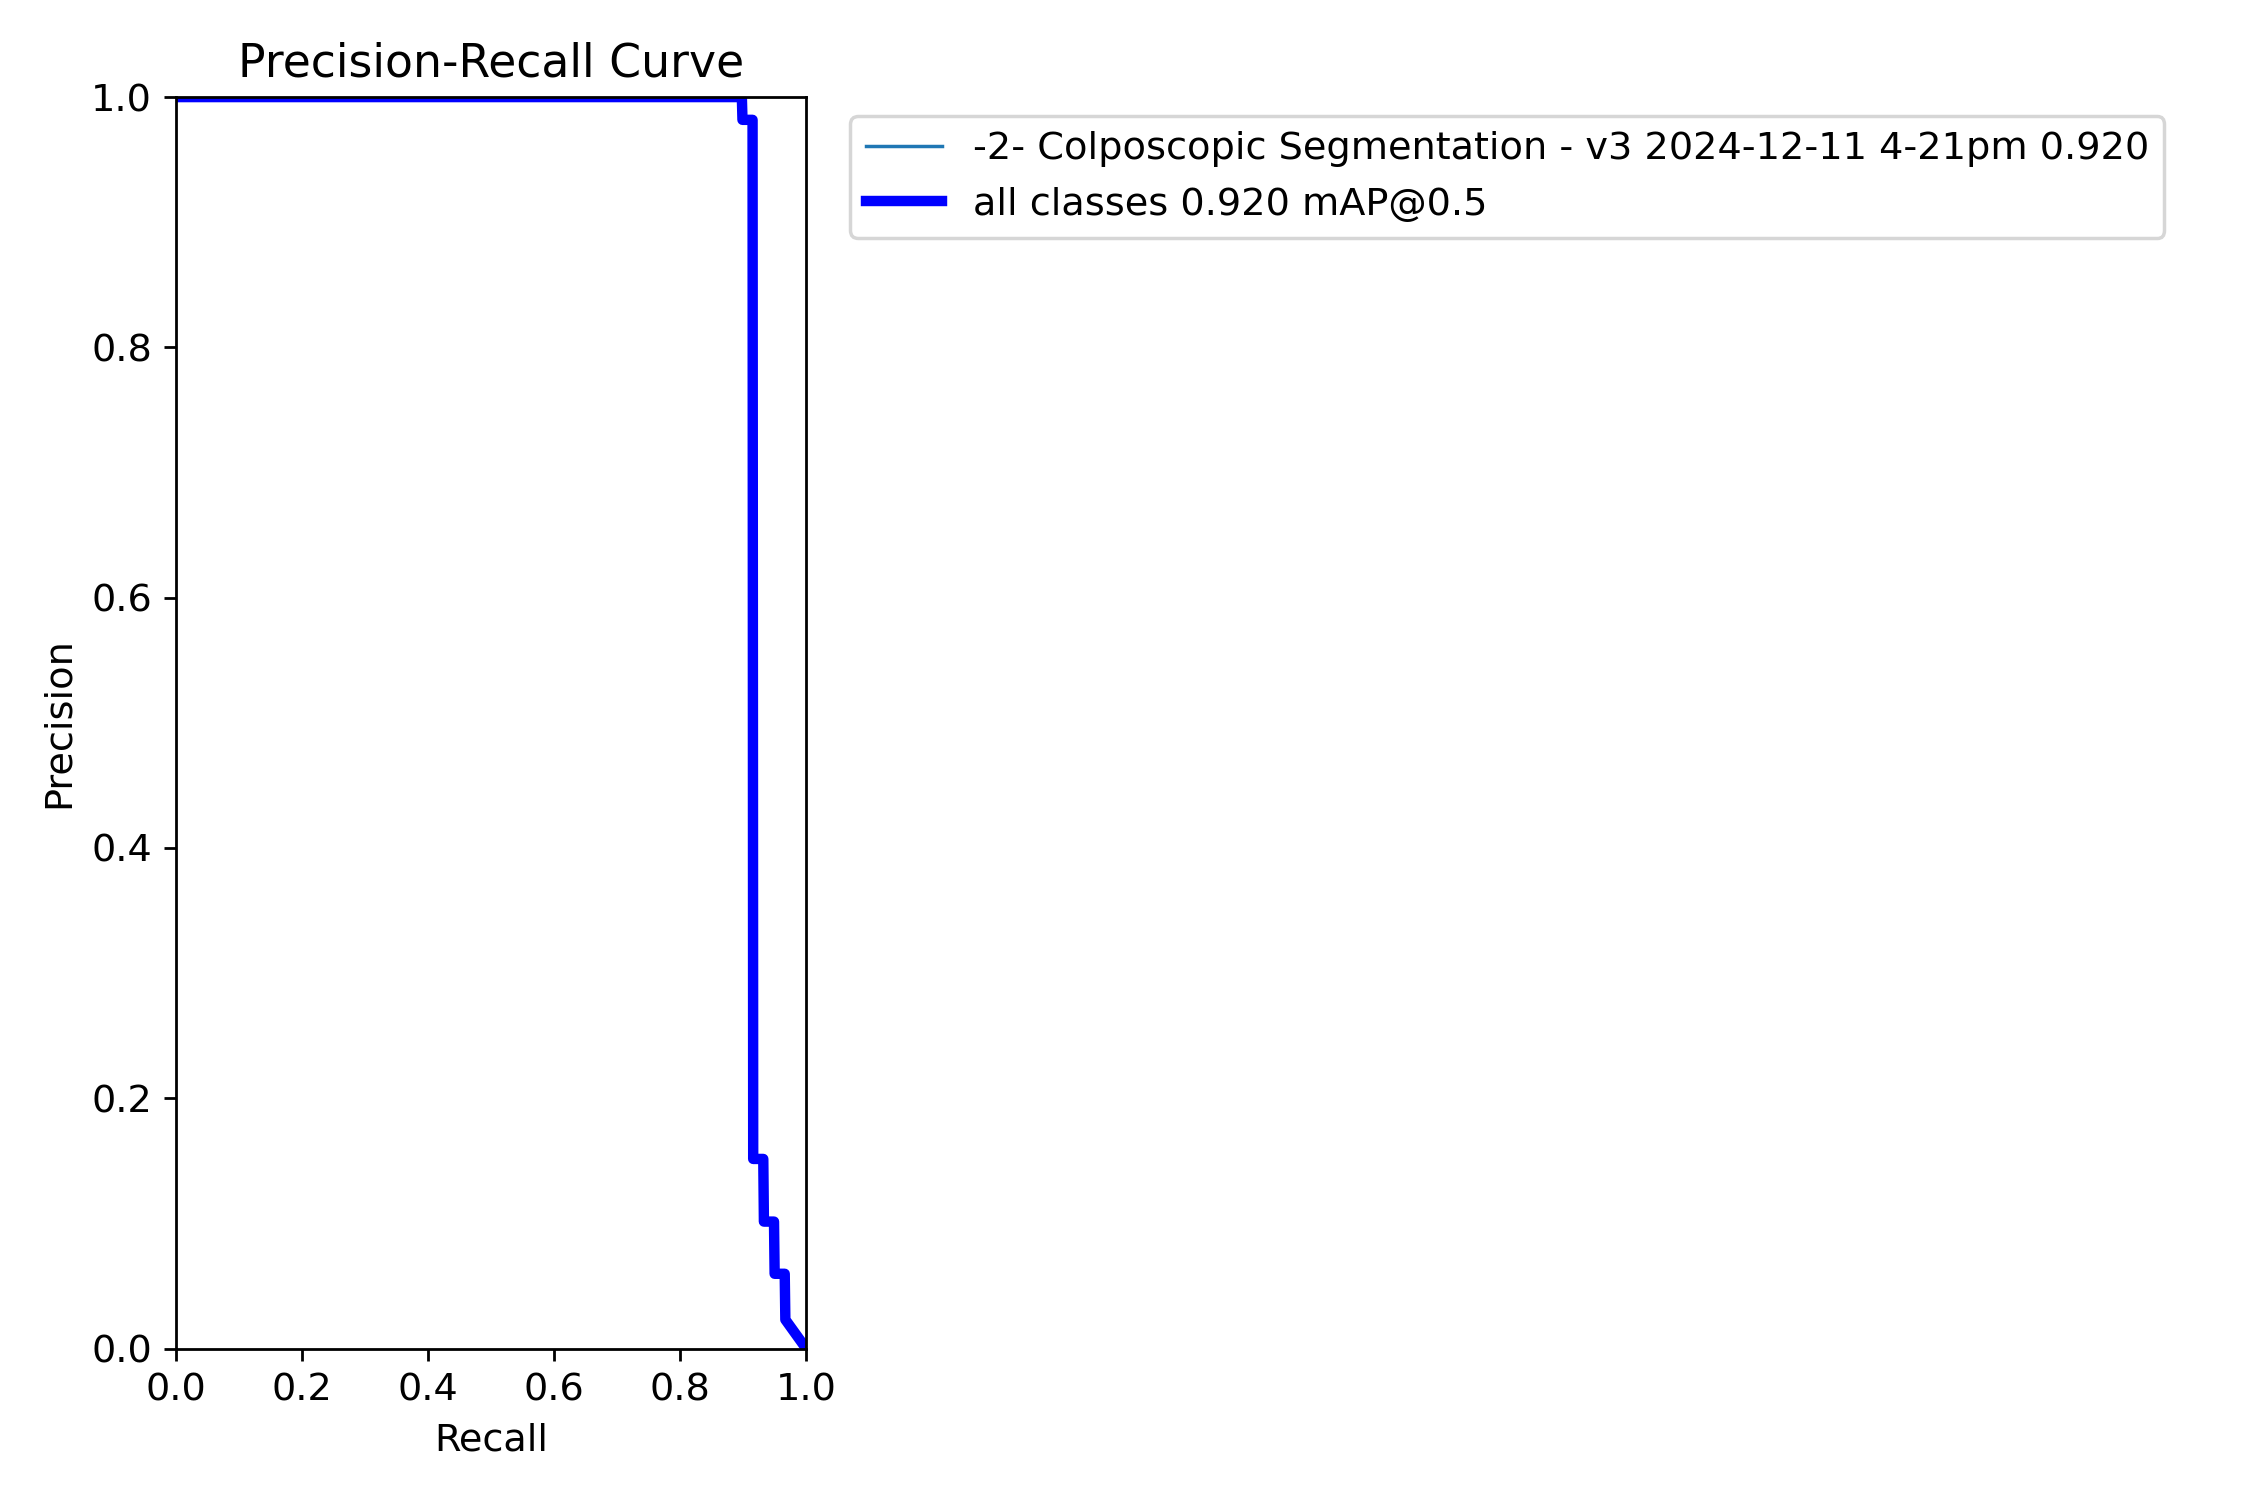 Precision-Recall Curve
1.0
0.8
0.6
0.4
0.2
0.0
Precision
0.0 0.2 0.4 0.6 0.8 1.0
Recall
-2- Colposcopic Segmentation - v3 2024-12-11 4-21pm 0.920
all classes 0.920 mAP@0.5